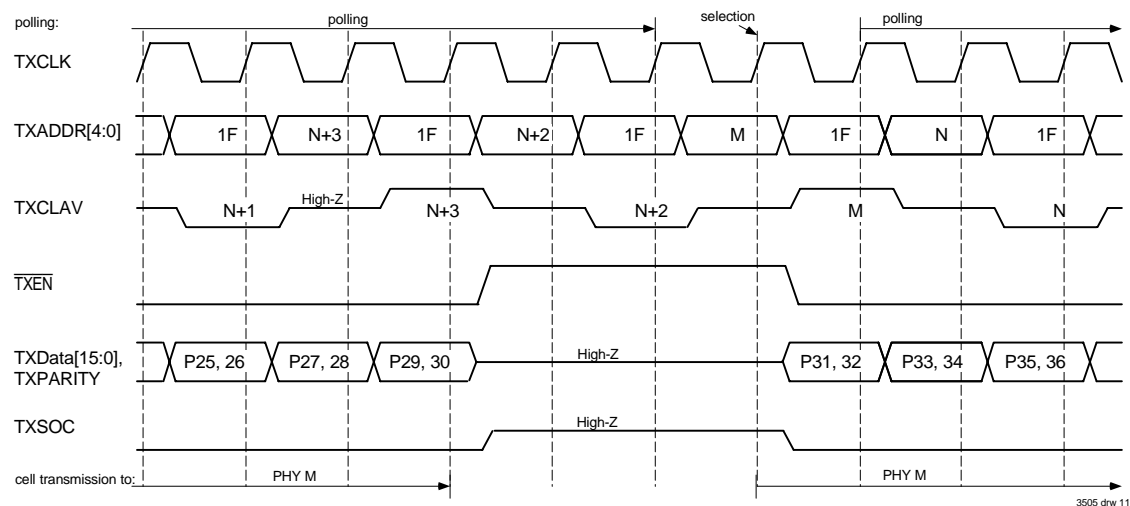 polling: polling selection polling
TXCLK
TXADDR[4:0] 1F N+3 1F N+2 1F M 1F N 1F
TXCLAV N+1 High-Z N+3 N+2 M N
TXEN
TXData[15:0], TXPARITY P25, 26 P27, 28 P29, 30 High-Z P31, 32 P33, 34 P35, 36
TXSOC High-Z
cell transmission to: PHY M PHY M
3505 drw 11